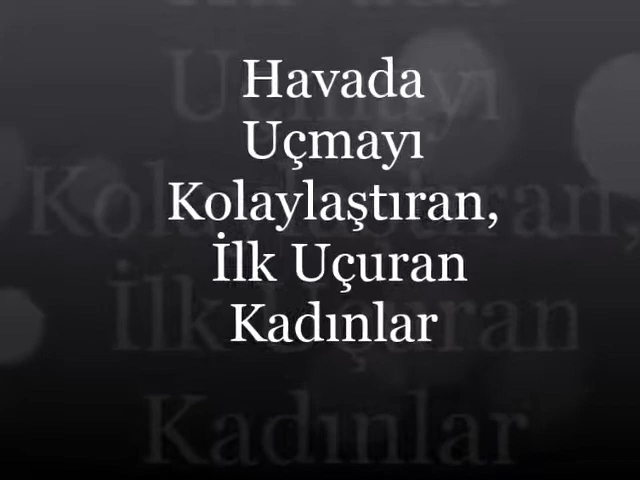 Havada
Uçmayı
Kolaylaştıran,
İlk Uçuran
Kadınlar